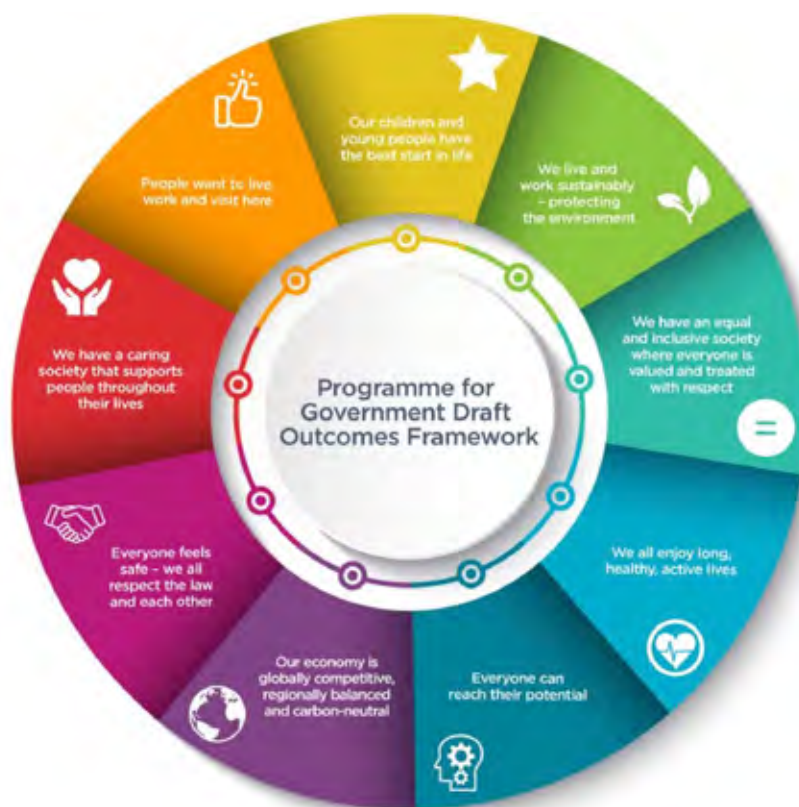 Our children and
young people have
the best start in life
We live and
work sustainably
– protecting
the environment
We have an equal
and inclusive society
where everyone is
valued and treated
with respect
=
We all enjoy long,
healthy, active lives
Everyone can
reach their potential
Our economy is
globally competitive,
regionally balanced
and carbon-neutral
Everyone feels
safe – we all
respect the law
and each other
We have a caring
society that supports
people throughout
their lives
People want to live
work and visit here
Programme for
Government Draft
Outcomes Framework